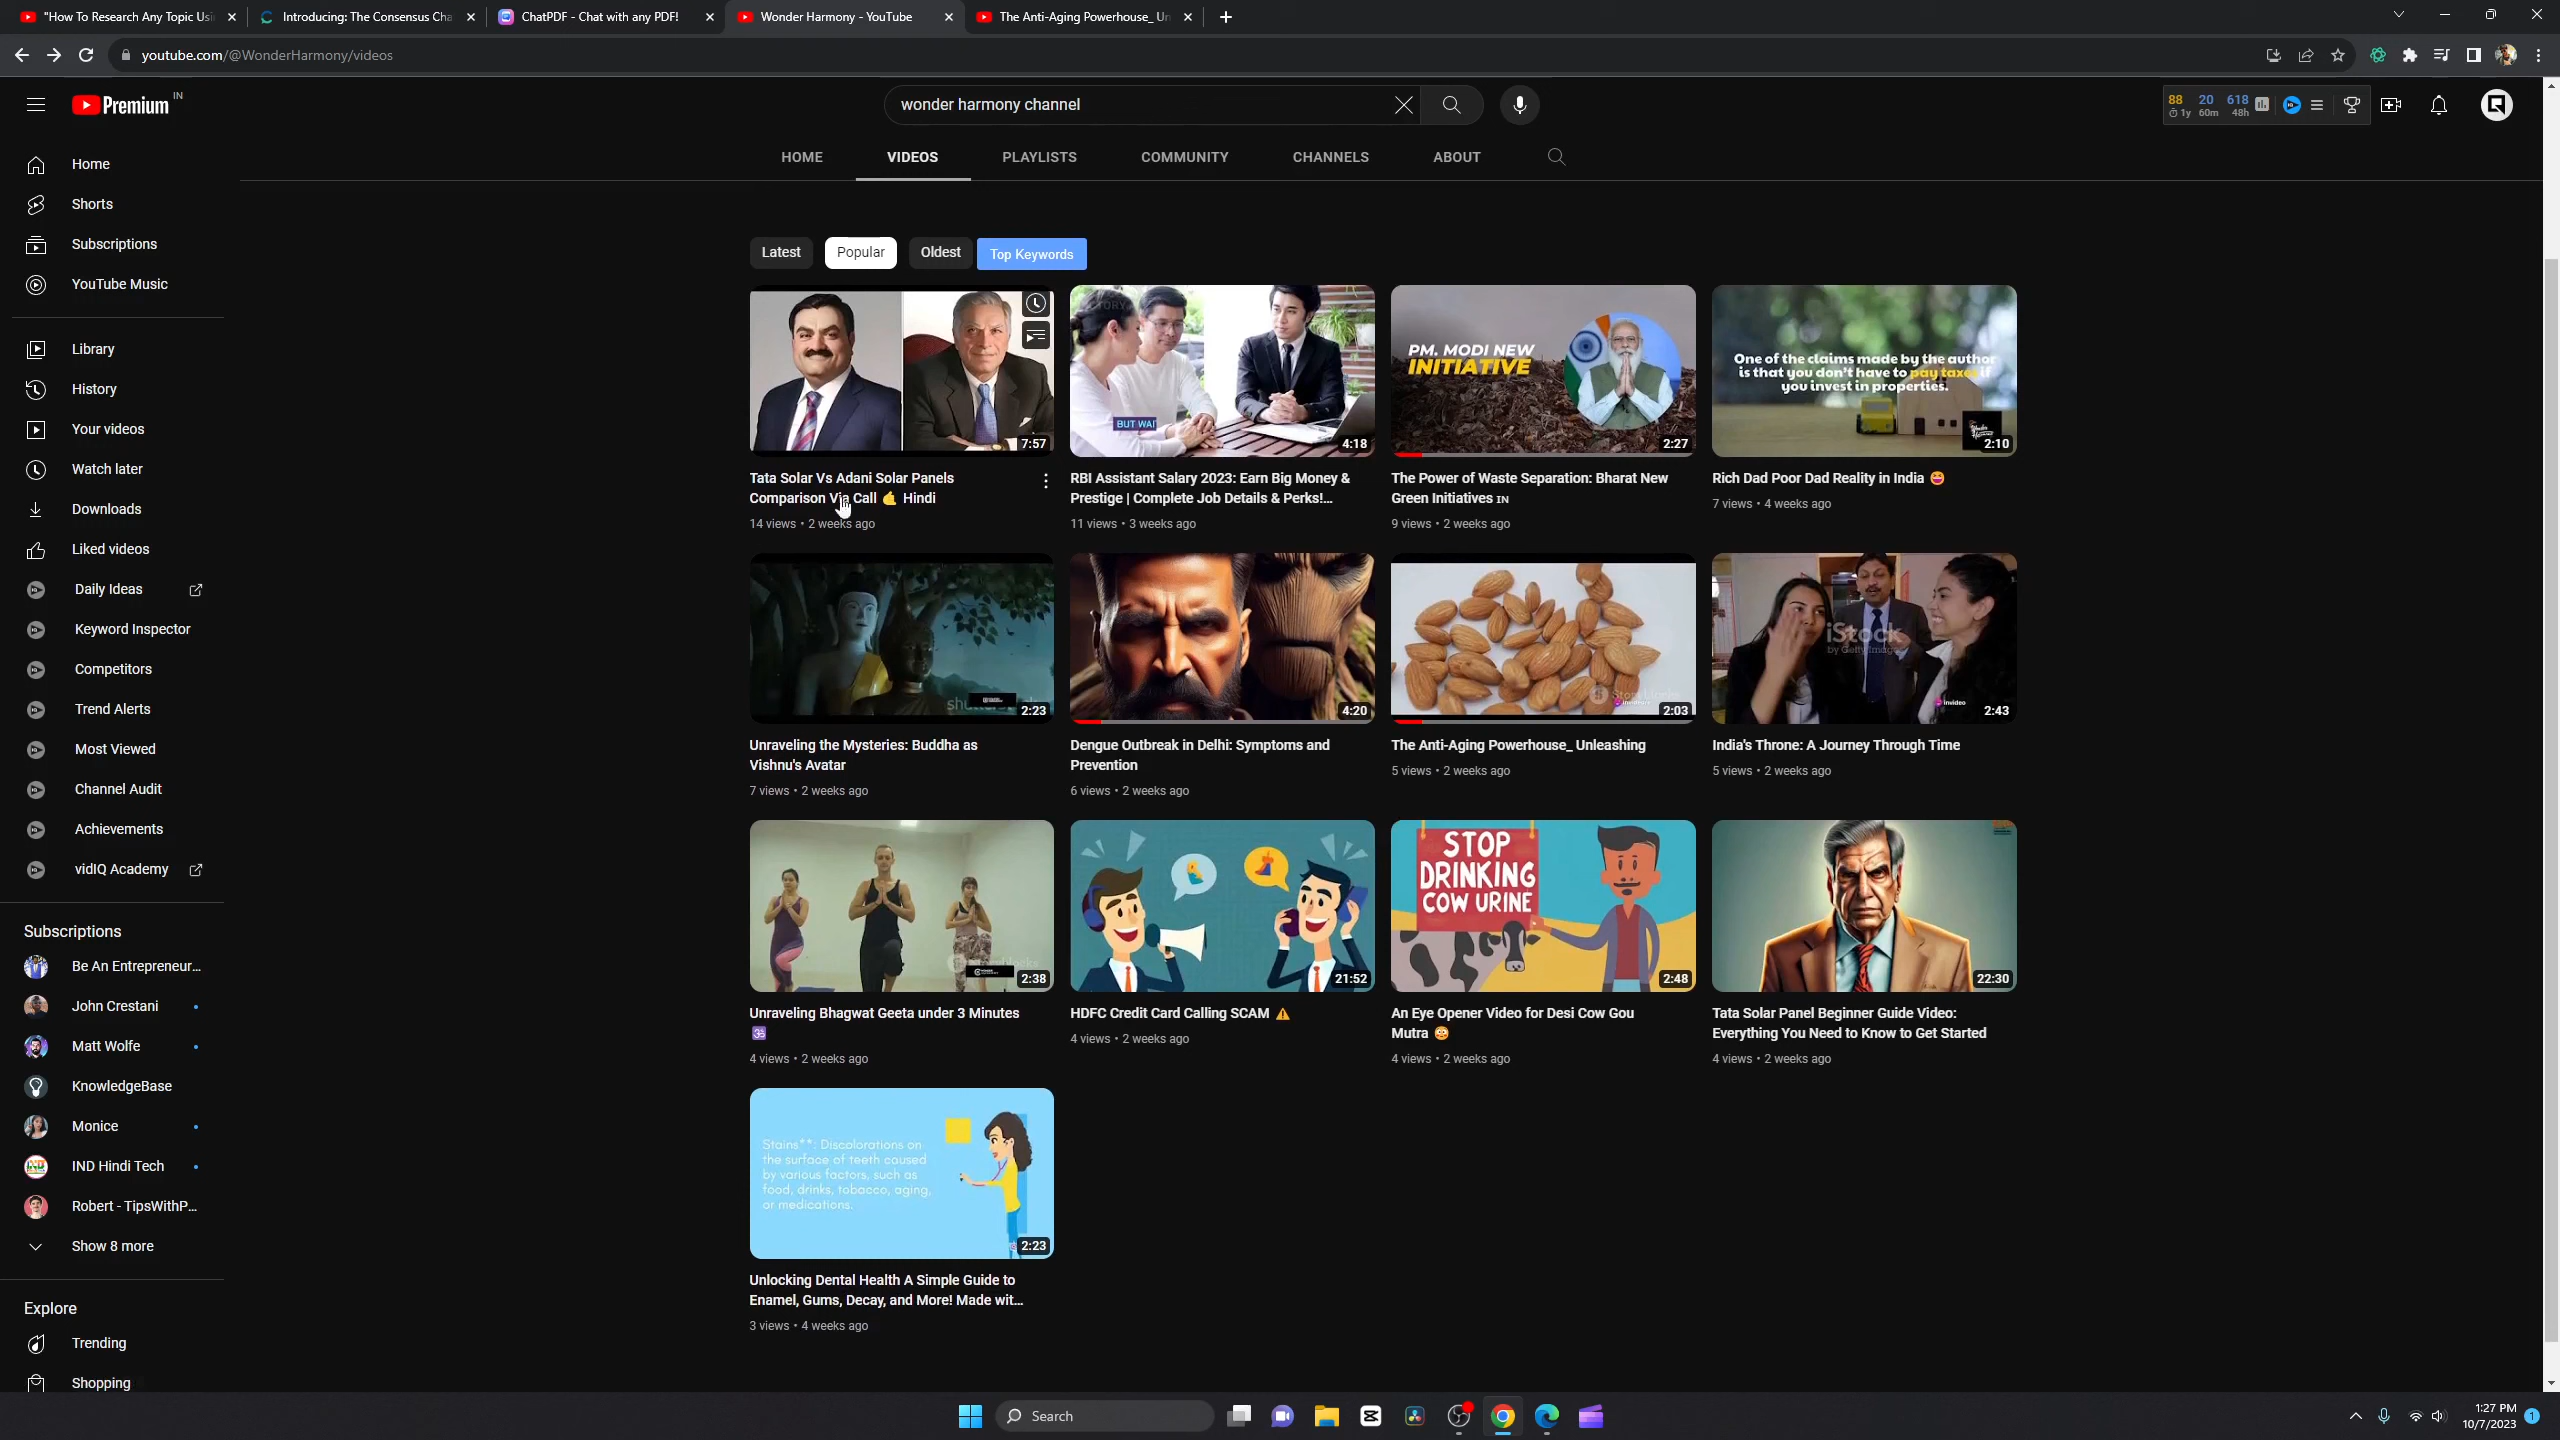 "How To Research Any Topic Usi
Introducing: The Consensus Cha
ChatPDF - Chat with any PDF!
Wonder Harmony - YouTube
The Anti-Aging Powerhouse_ Un
youtube.com/@WonderHarmony/videos
Premium IN
wonder harmony channel
88 20 618
1y 60m 48h
HOME VIDEOS PLAYLISTS COMMUNITY CHANNELS ABOUT
Home
Shorts
Subscriptions
YouTube Music
Library
History
Your videos
Watch later
Downloads
Liked videos
Daily Ideas
Keyword Inspector
Competitors
Trend Alerts
Most Viewed
Channel Audit
Achievements
vidIQ Academy
Subscriptions
Be An Entrepreneur...
John Crestani
Matt Wolfe
KnowledgeBase
Monice
IND Hindi Tech
Robert - TipsWithP...
Show 8 more
Explore
Trending
Shopping
Latest Popular Oldest Top Keywords
7:57
Tata Solar Vs Adani Solar Panels
Comparison Via Call 🤙 Hindi
14 views • 2 weeks ago
BUT WAI
4:18
RBI Assistant Salary 2023: Earn Big Money &
Prestige | Complete Job Details & Perks!...
11 views • 3 weeks ago
PM. MODI NEW
INITIATIVE
2:27
The Power of Waste Separation: Bharat New
Green Initiatives IN
9 views • 2 weeks ago
One of the claims made by the author
is that you don't have to pay taxes if
you invest in properties.
2:10
Rich Dad Poor Dad Reality in India 😆
7 views • 4 weeks ago
2:23
Unraveling the Mysteries: Buddha as
Vishnu's Avatar
7 views • 2 weeks ago
4:20
Dengue Outbreak in Delhi: Symptoms and
Prevention
6 views • 2 weeks ago
2:03
The Anti-Aging Powerhouse_ Unleashing
5 views • 2 weeks ago
iStock
by Getty Images
invideo
2:43
India's Throne: A Journey Through Time
5 views • 2 weeks ago
2:38
Unraveling Bhagwat Geeta under 3 Minutes
🕉
4 views • 2 weeks ago
21:52
HDFC Credit Card Calling SCAM ⚠
4 views • 2 weeks ago
STOP
DRINKING
COW URINE
2:48
An Eye Opener Video for Desi Cow Gou
Mutra 😳
4 views • 2 weeks ago
22:30
Tata Solar Panel Beginner Guide Video:
Everything You Need to Know to Get Started
4 views • 2 weeks ago
Stains**: Discolorations on
the surface of teeth caused
by various factors, such as
food, drinks, tobacco, aging,
or medications.
2:23
Unlocking Dental Health A Simple Guide to
Enamel, Gums, Decay, and More! Made wit...
3 views • 4 weeks ago
Search
1:27 PM
10/7/2023
1